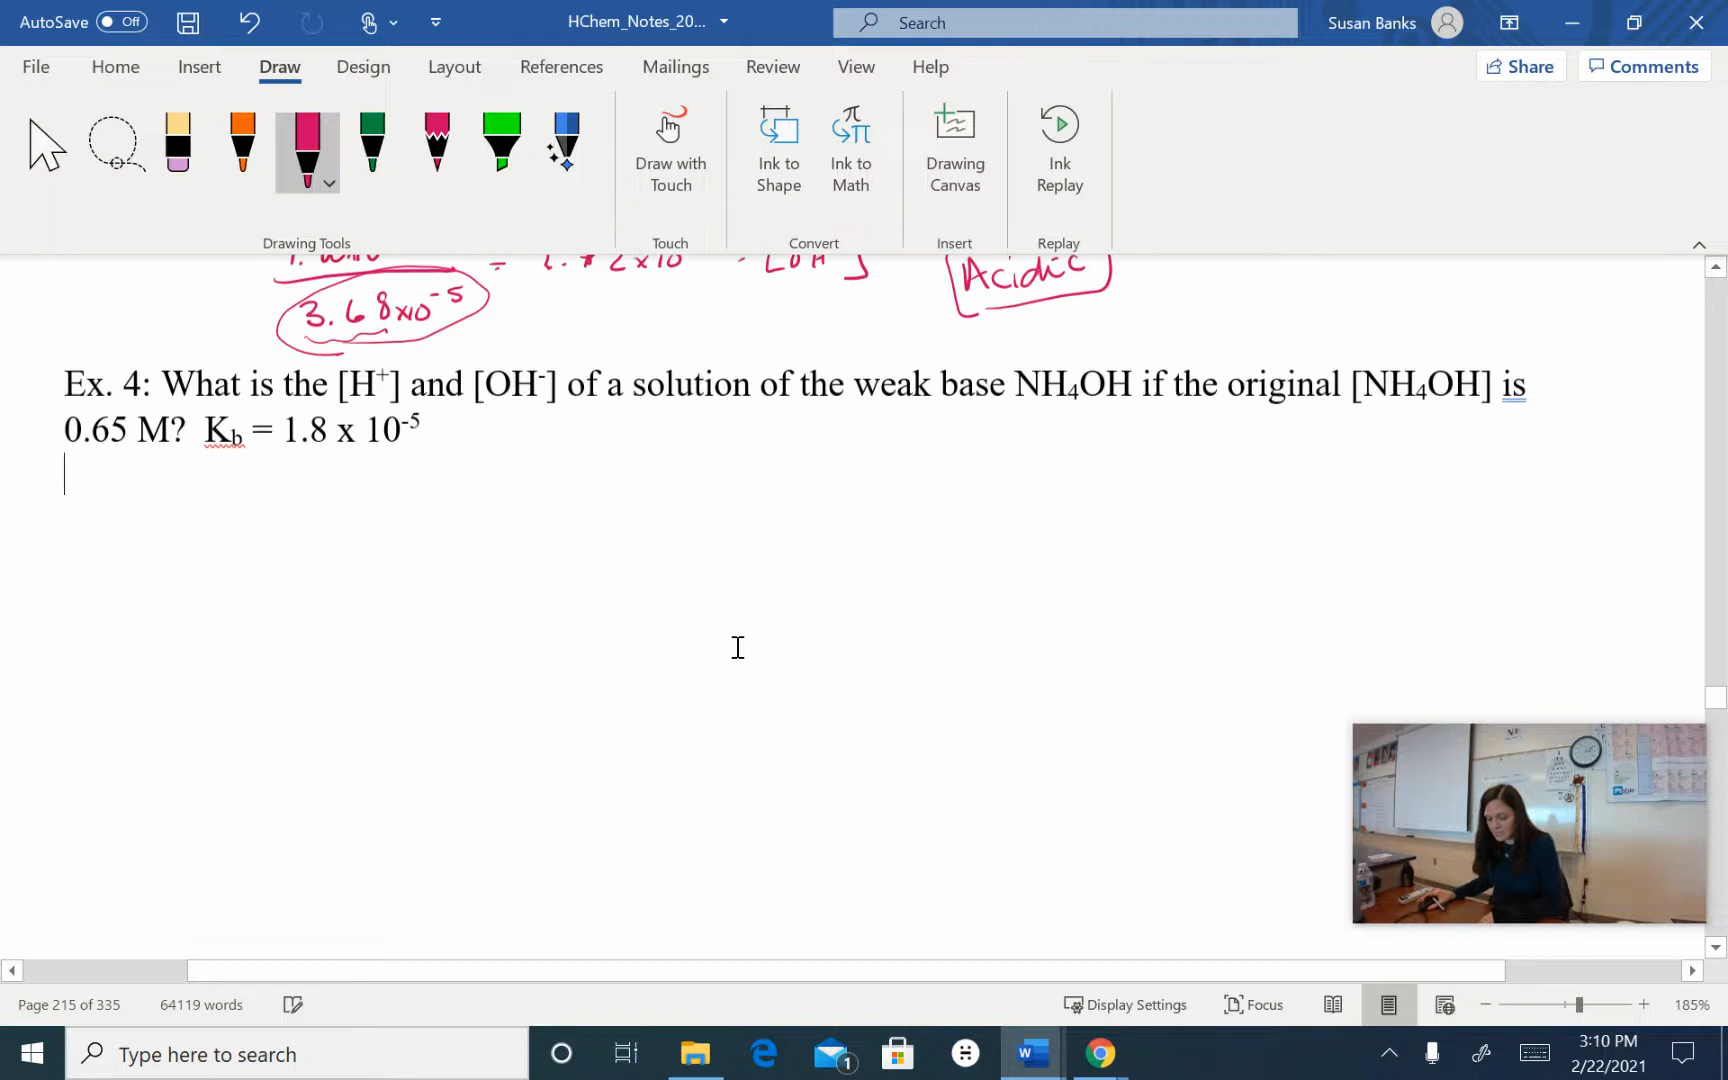 AutoSave Off HChem_Notes_20... Search Susan Banks
File Home Insert Draw Design Layout References Mailings Review View Help Share Comments
Draw with Touch
Ink to Shape
Ink to Math
Drawing Canvas
Ink Replay
Drawing Tools Touch Convert Insert Replay
Acidic
3.68x10⁻⁵
Ex. 4: What is the [H⁺] and [OH⁻] of a solution of the weak base NH₄OH if the original [NH₄OH] is
0.65 M? K_b = 1.8 x 10⁻⁵
Page 215 of 335 64119 words Display Settings Focus 185%
Type here to search 1 3:10 PM
2/22/2021